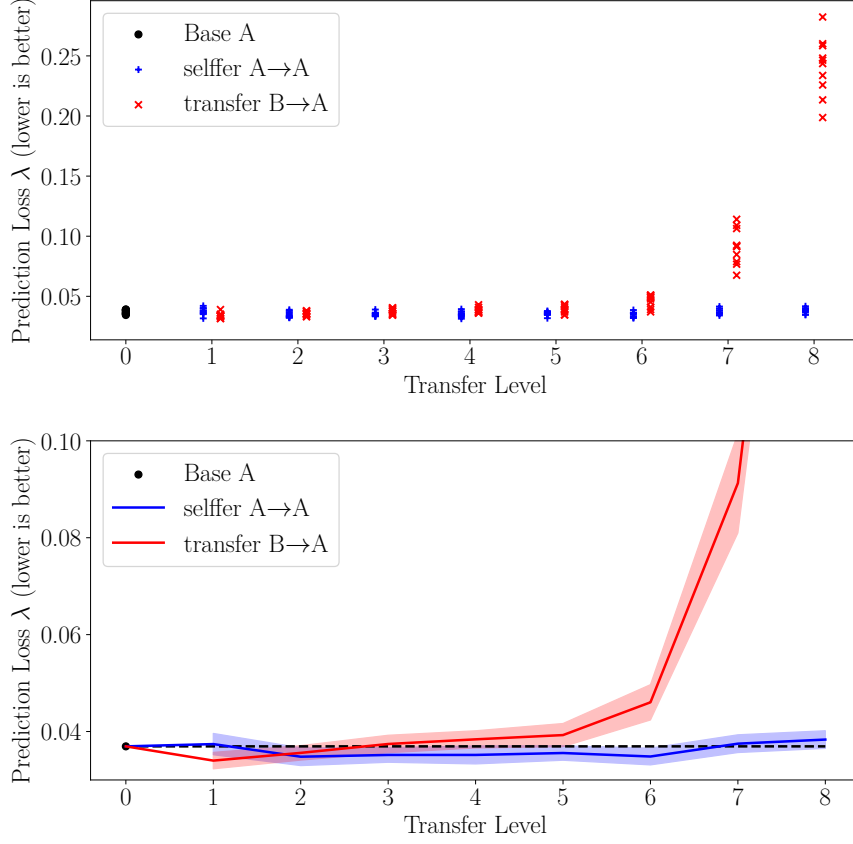 Prediction Loss λ (lower is better)
0.25
0.20
0.15
0.10
0.05
Base A
selffer A→A
transfer B→A
0 1 2 3 4 5 6 7 8
Transfer Level
Prediction Loss λ (lower is better)
0.10
0.08
0.06
0.04
Base A
selffer A→A
transfer B→A
0 1 2 3 4 5 6 7 8
Transfer Level